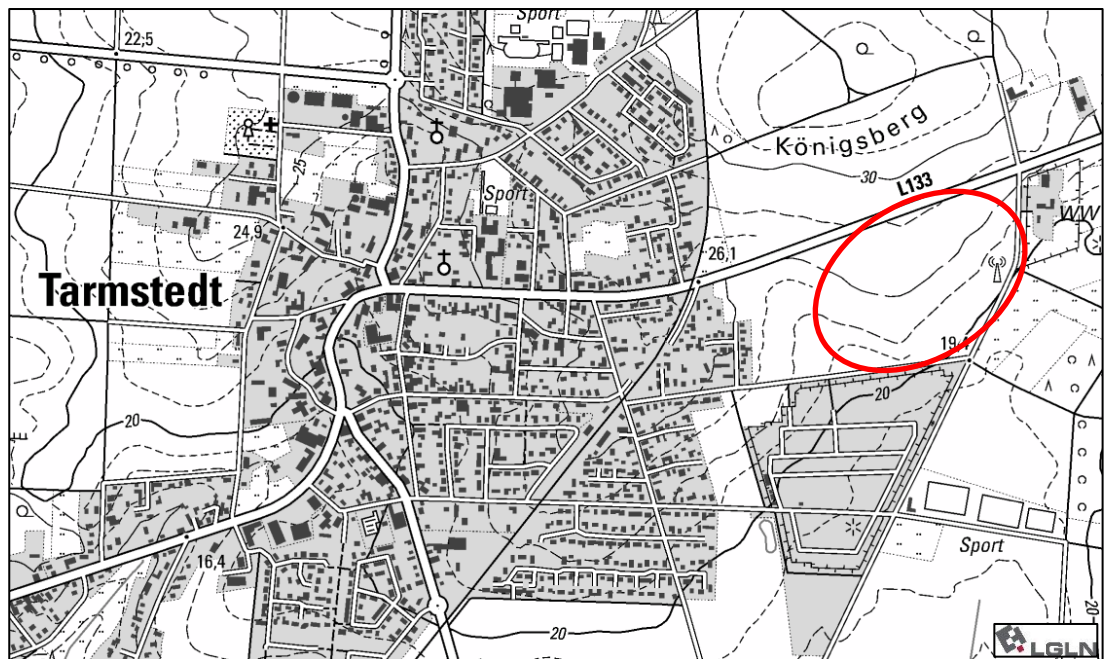 Sport
22,5
Königsberg
25
30
L133
Sport
WW
24,9
26,1
Tarmstedt
20
20
16,4
L
Sport
20
20
LGLN